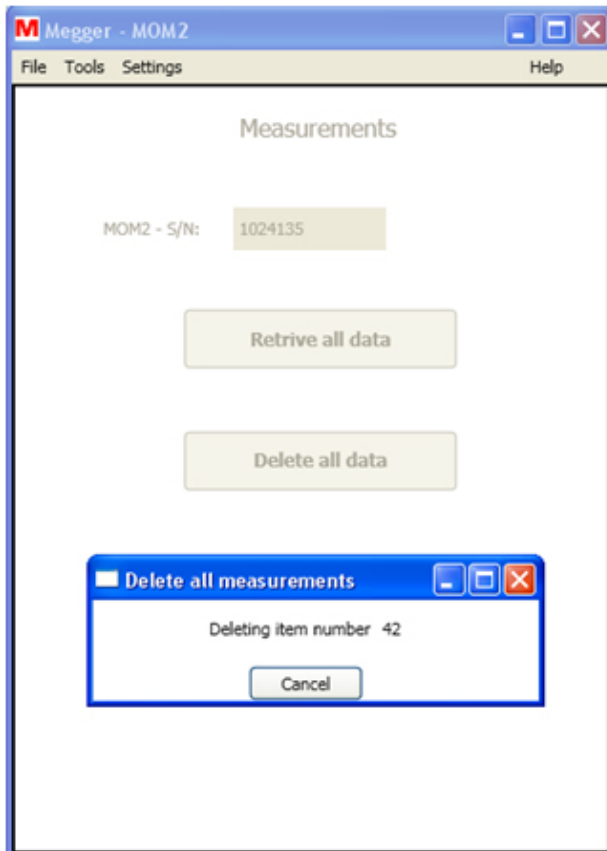 M Megger - MOM2
File Tools Settings Help
Measurements
MOM2 - S/N: 1024135
Retrive all data
Delete all data
Delete all measurements
Deleting item number 42
Cancel